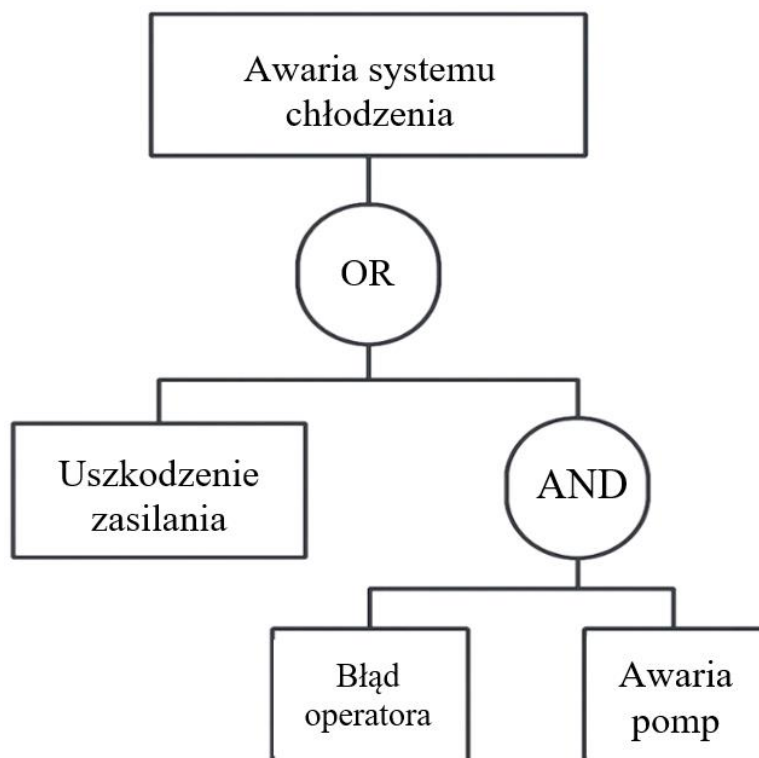 Awaria systemu
chłodzenia
OR
Uszkodzenie
zasilania
AND
Błąd
operatora
Awaria
pomp